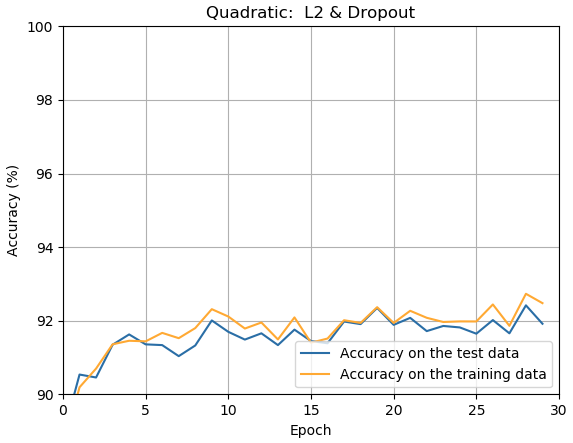 Quadratic:  L2 & Dropout
100
98
96
94
92
90
Accuracy (%)
0
5
10
15
20
25
30
Epoch
Accuracy on the test data
Accuracy on the training data